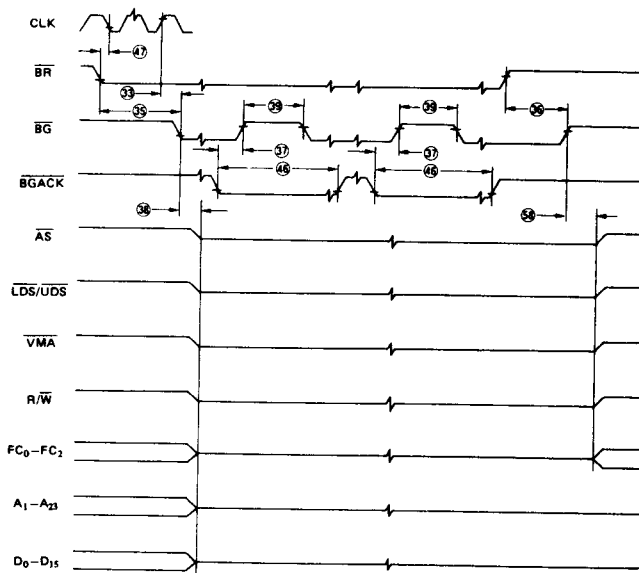 CLK
47
BR
33
35
39
39
36
BG
37
37
46
46
BGACK
38
58
AS
LDS/UDS
VMA
R/W
FC0-FC2
A1-A23
D0-D15